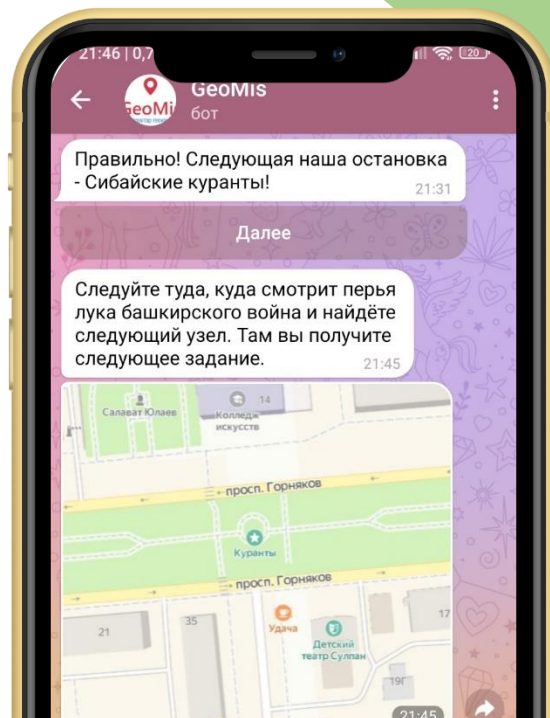 21:46 | 0,7
20
GeoMis
GeoMi
бот
Правильно! Следующая наша остановка
- Сибайские куранты!
21:31
Далее
Следуйте туда, куда смотрит перья
лука башкирского война и найдёте
следующий узел. Там вы получите
следующее задание.
21:45
Салават Юлаев
14
Колледж
искусств
просп. Горняков
Куранты
просп. Горняков
21
35
Удача
Детский
театр Сулпан
17
19Г
21:45